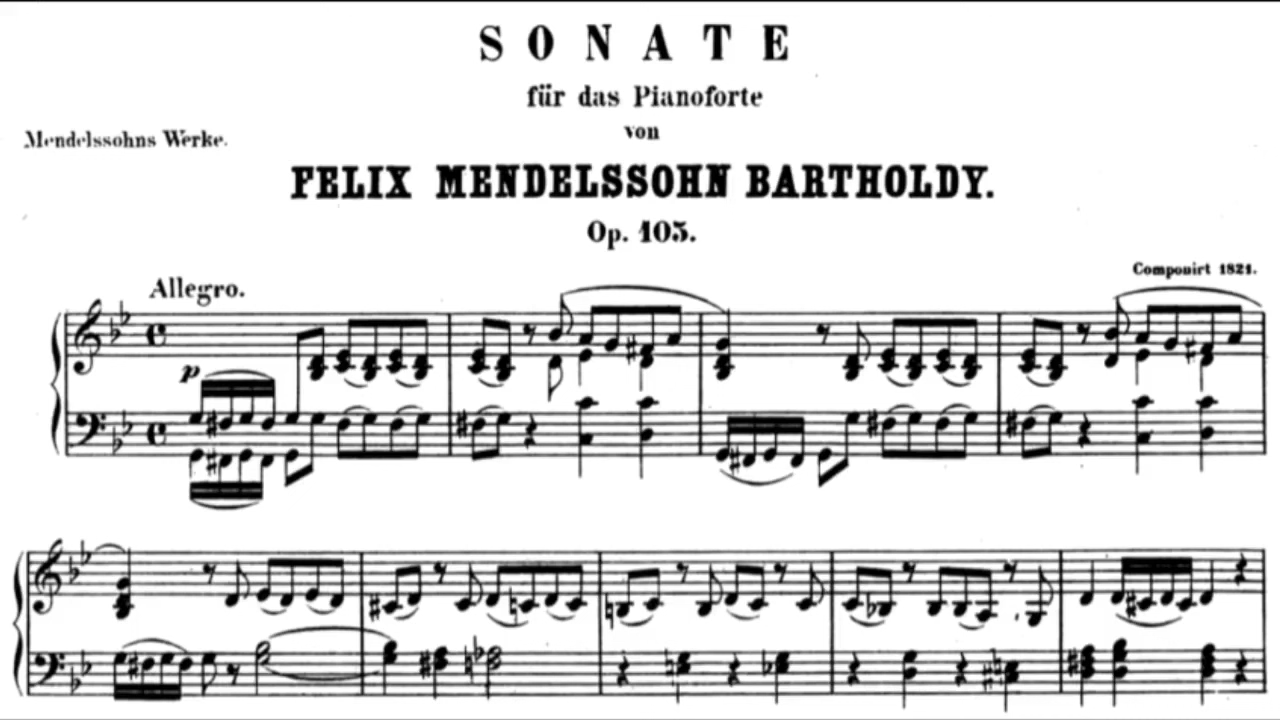 SONATE
für das Pianoforte
von
Mendelssohns Werke.
FELIX MENDELSSOHN BARTHOLDY.
Op. 105.
Componirt 1821.
Allegro.
p